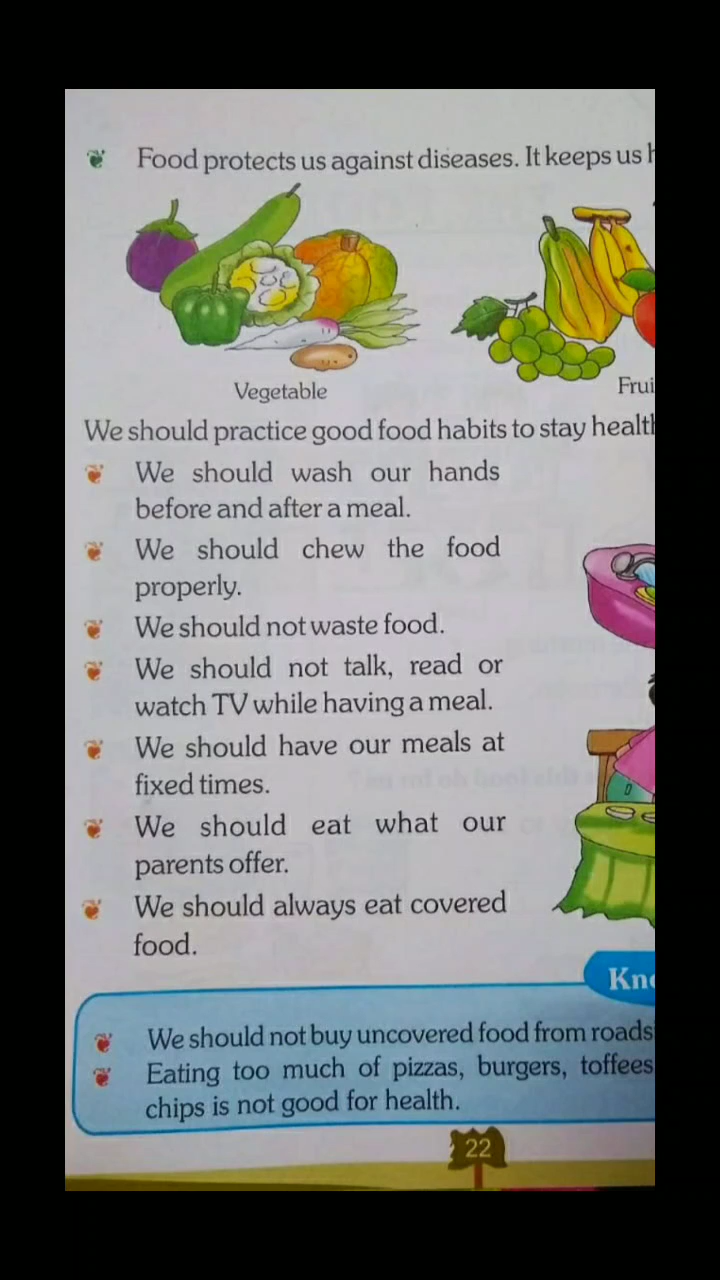 Food protects us against diseases. It keeps us
Vegetable
We should practice good food habits to stay
We should wash our hands
before and after a meal.
We should chew the food
properly.
We should not waste food.
We should not talk, read or
watch TV while having a meal.
We should have our meals at
fixed times.
We should eat what our
parents offer.
We should always eat covered
food.
We should not buy uncovered food from
Eating too much of pizzas, burgers, toffees
chips is not good for health.
22